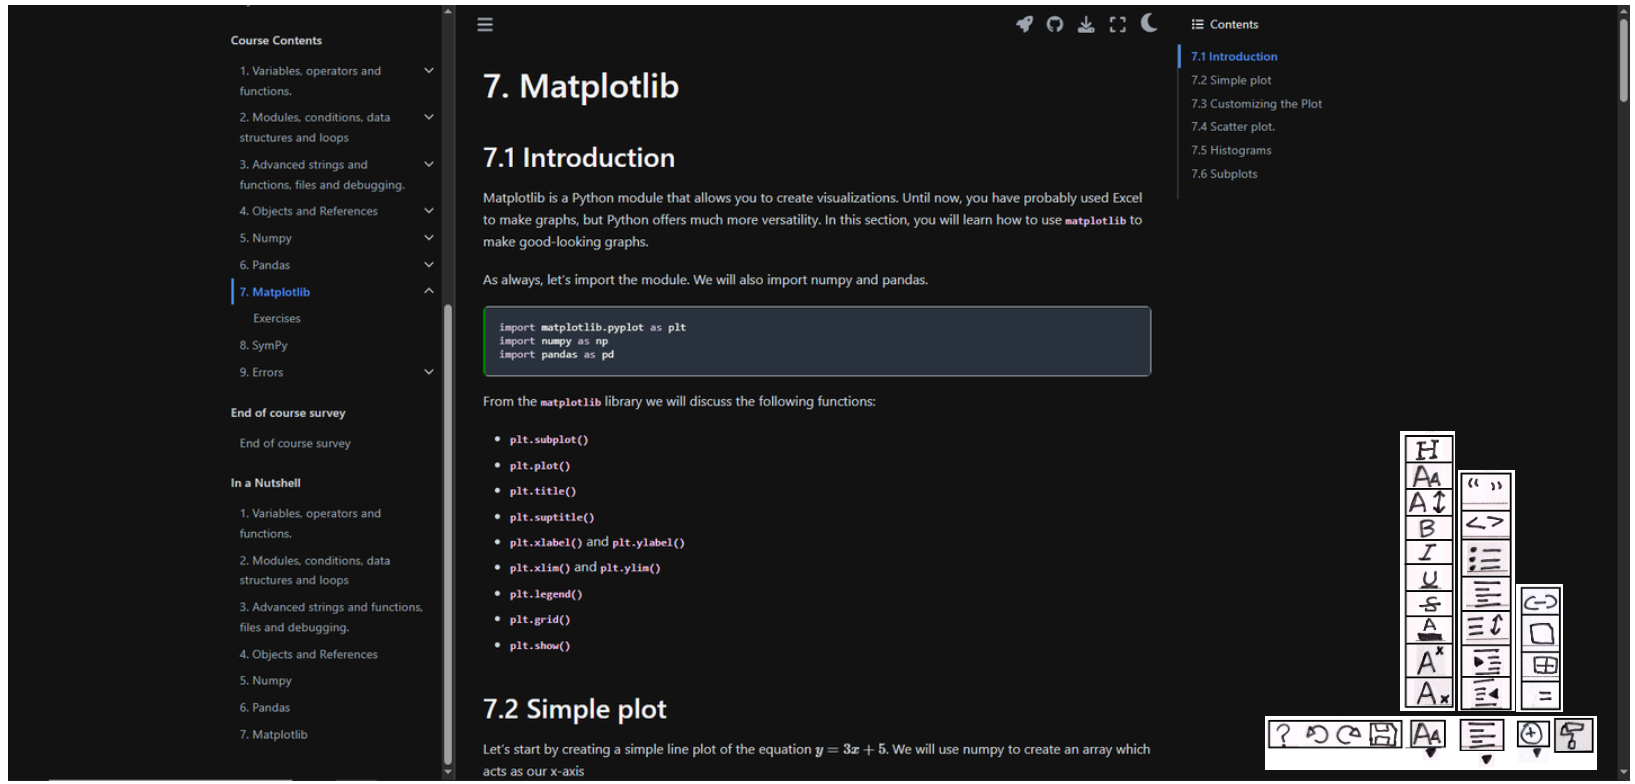 Course Contents
1. Variables, operators and
functions.
2. Modules, conditions, data
structures and loops
3. Advanced strings and
functions, files and debugging.
4. Objects and References
5. Numpy
6. Pandas
7. Matplotlib
Exercises
8. SymPy
9. Errors
End of course survey
End of course survey
In a Nutshell
1. Variables, operators and
functions.
2. Modules, conditions, data
structures and loops
3. Advanced strings and functions,
files and debugging.
4. Objects and References
5. Numpy
6. Pandas
7. Matplotlib
7. Matplotlib
7.1 Introduction
Matplotlib is a Python module that allows you to create visualizations. Until now, you have probably used Excel
to make graphs, but Python offers much more versatility. In this section, you will learn how to use matplotlib to
make good-looking graphs.
As always, let's import the module. We will also import numpy and pandas.
import matplotlib.pyplot as plt
import numpy as np
import pandas as pd
From the matplotlib library we will discuss the following functions:
• plt.subplot()
• plt.plot()
• plt.title()
• plt.suptitle()
• plt.xlabel() and plt.ylabel()
• plt.xlim() and plt.ylim()
• plt.legend()
• plt.grid()
• plt.show()
7.2 Simple plot
Let's start by creating a simple line plot of the equation y = 3x + 5. We will use numpy to create an array which
acts as our x-axis
Contents
7.1 Introduction
7.2 Simple plot
7.3 Customizing the Plot
7.4 Scatter plot.
7.5 Histograms
7.6 Subplots
H
AA
A
B
I
U
S
A
Ax
Ax
“ ”
< >
=
?
AA